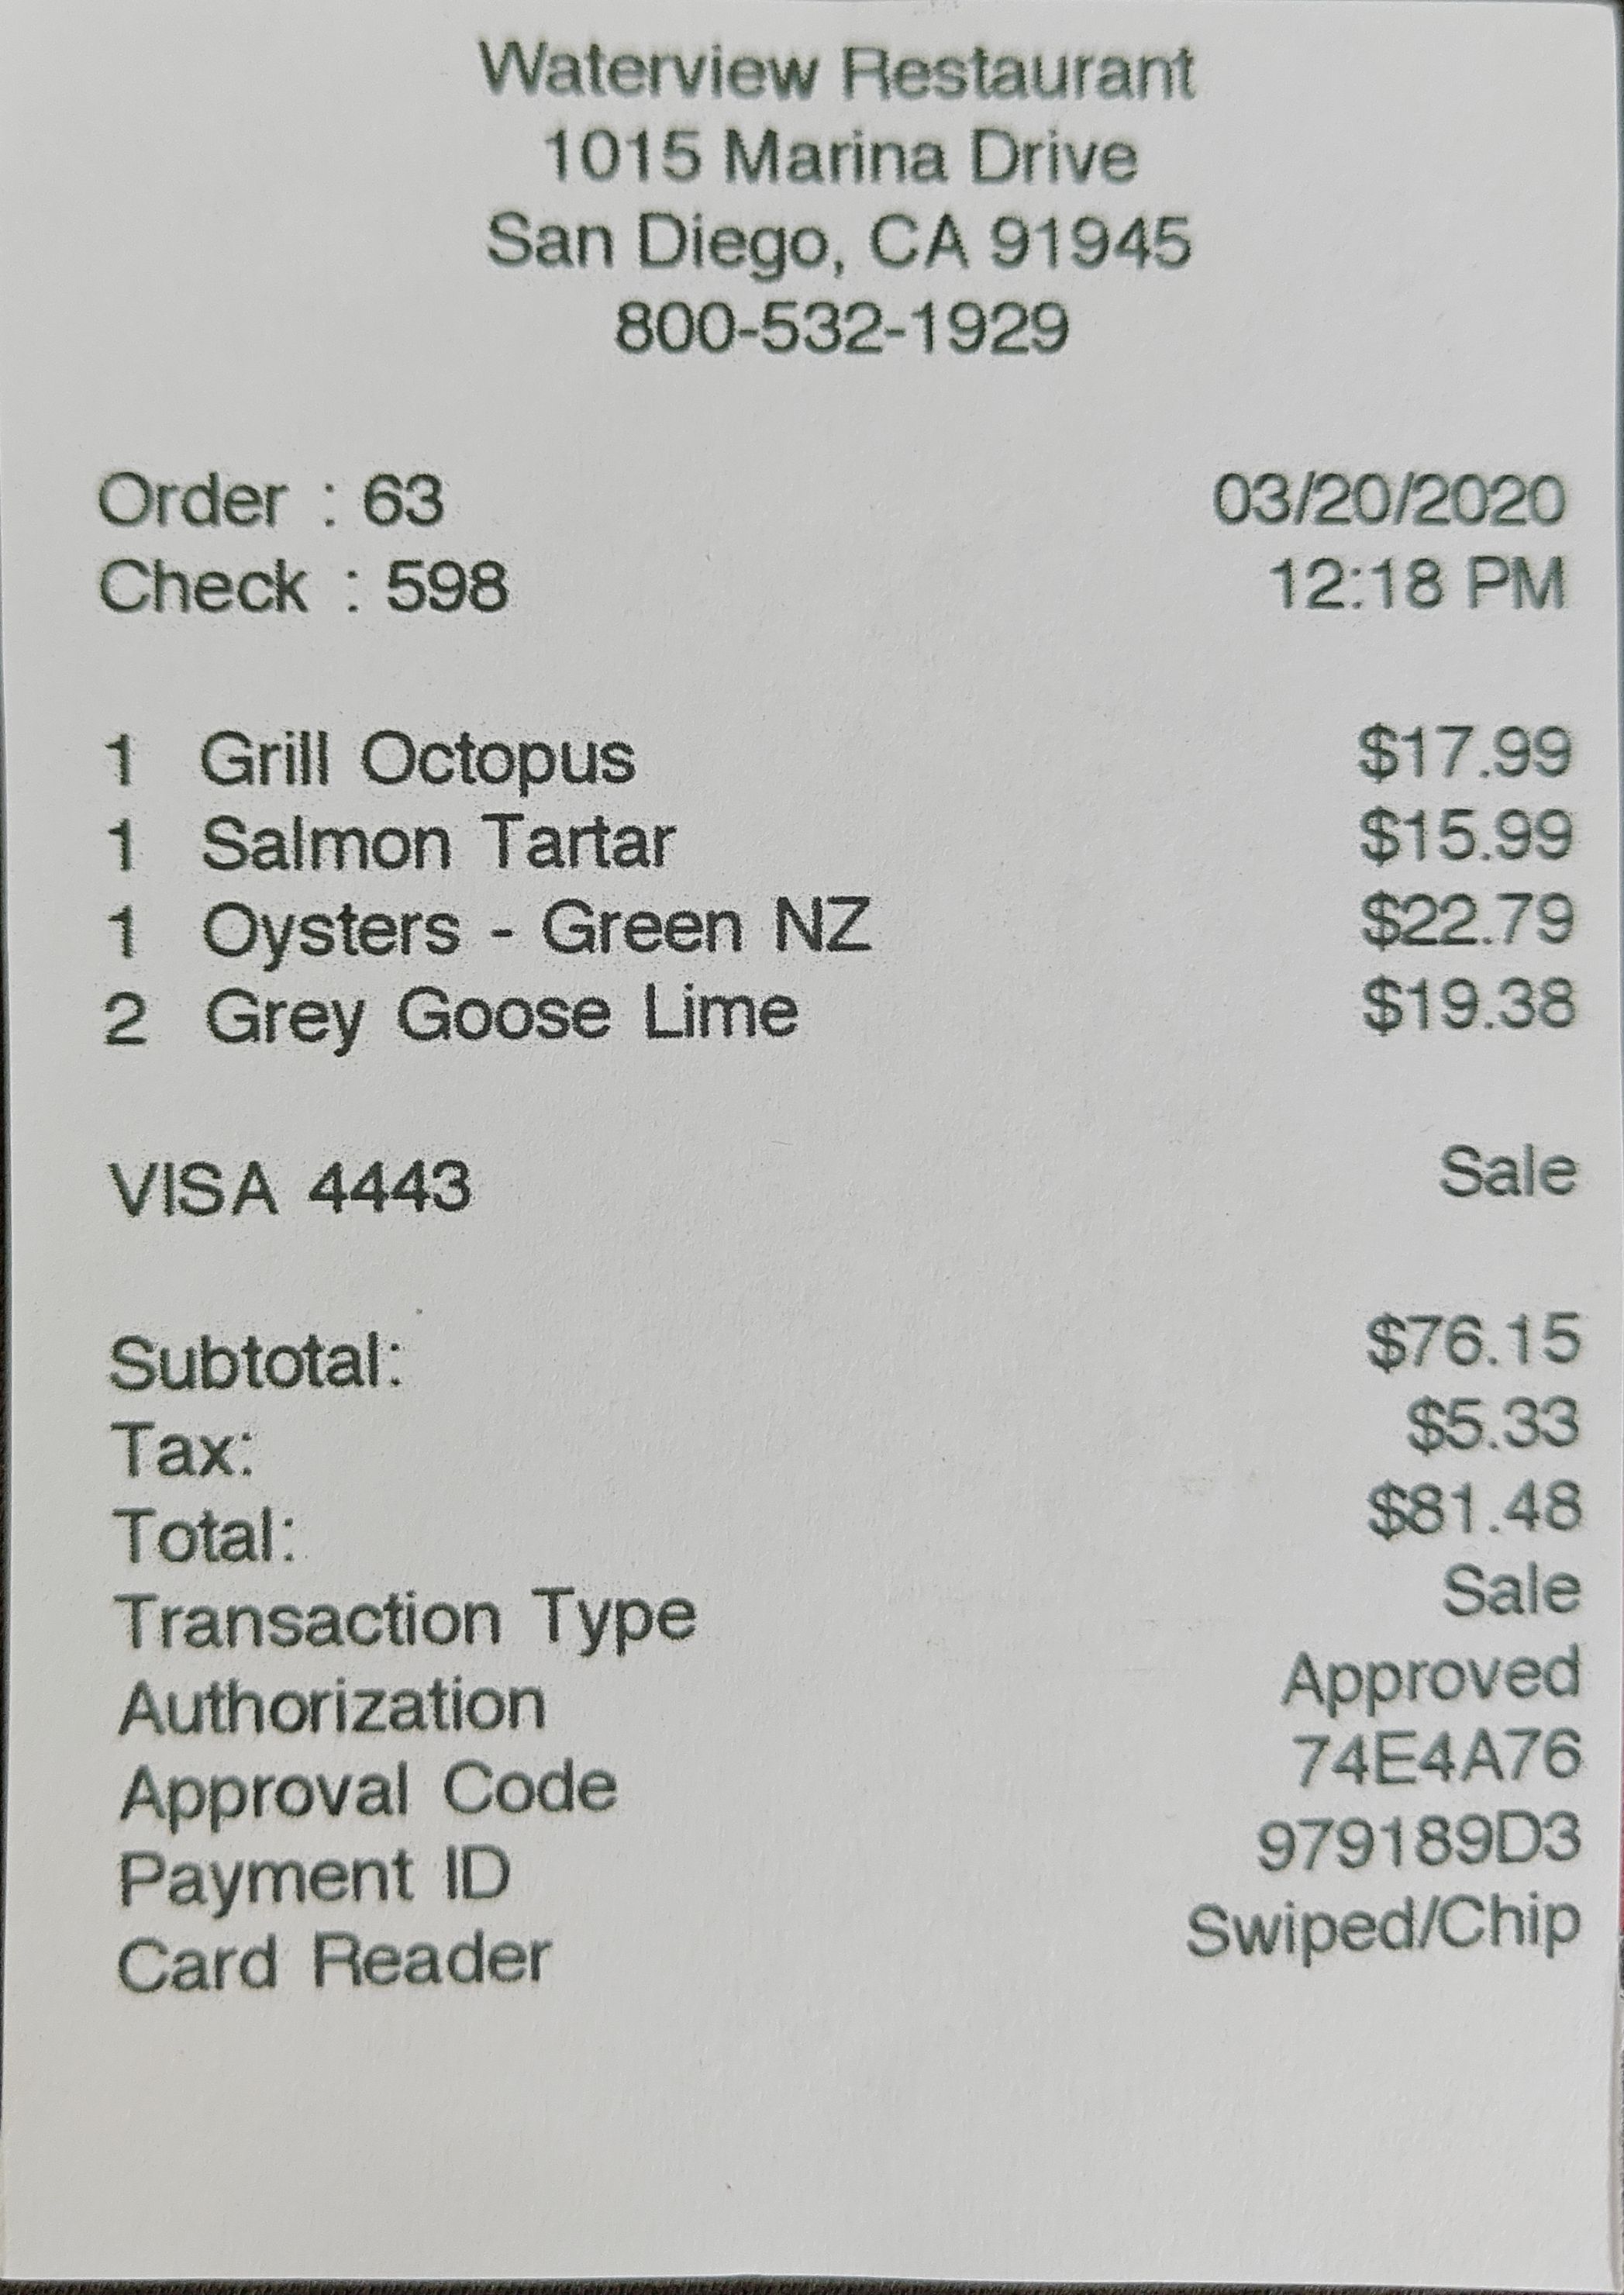 Waterview Restaurant
1015 Marina Drive
San Diego, CA 91945
800-532-1929
Order : 63 03/20/2020
Check : 598 12:18 PM
1 Grill Octopus $17.99
1 Salmon Tartar $15.99
1 Oysters - Green NZ $22.79
2 Grey Goose Lime $19.38
VISA 4443 Sale
Subtotal: $76.15
Tax: $5.33
Total: $81.48
Transaction Type Sale
Authorization Approved
Approval Code 74E4A76
Payment ID 979189D3
Card Reader Swiped/Chip